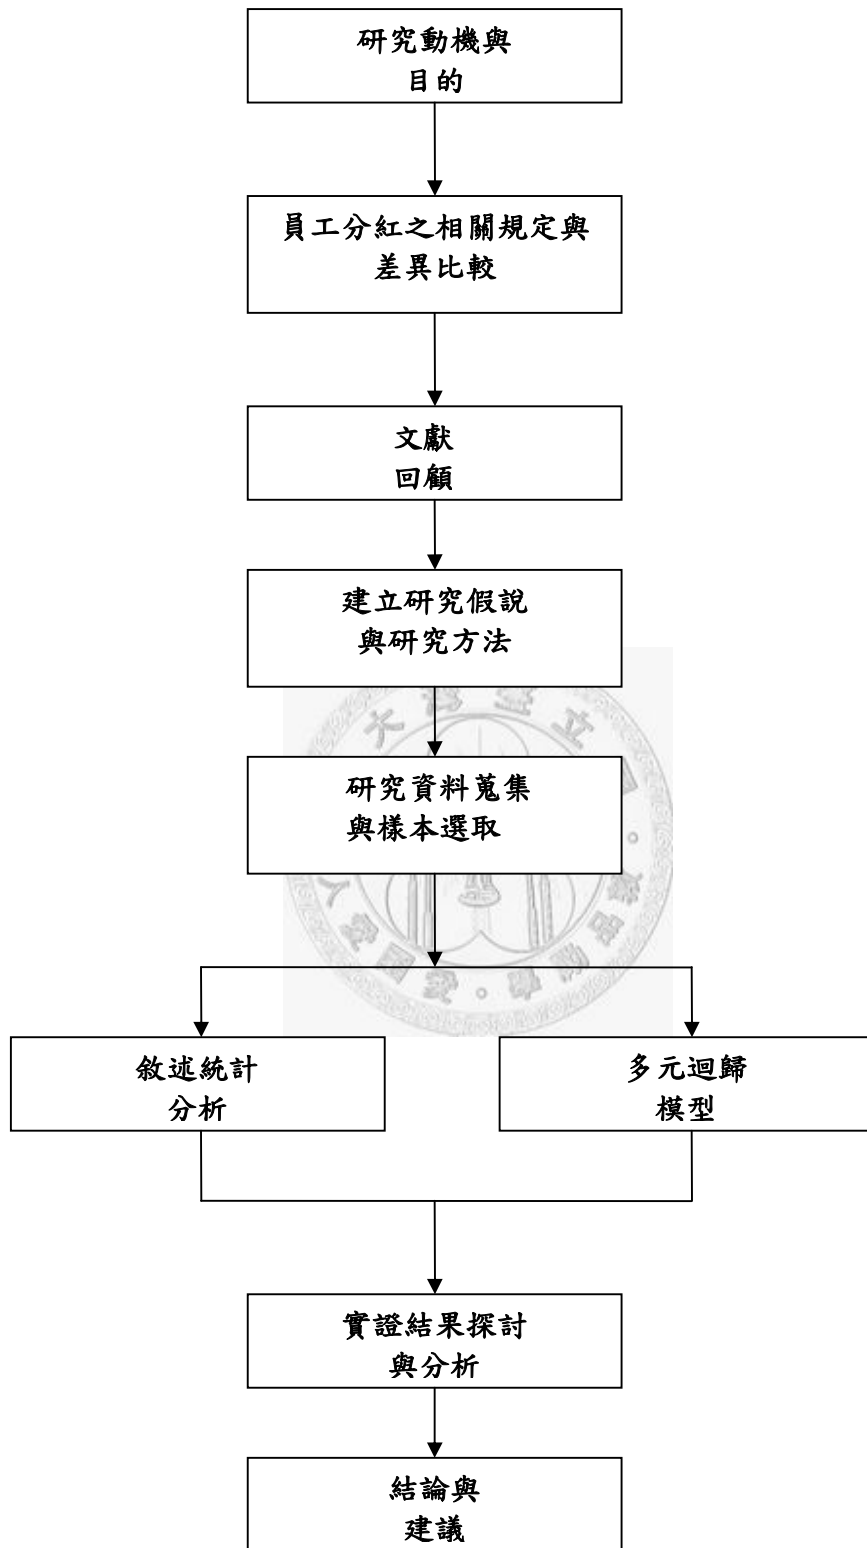 研究動機與
目的
員工分紅之相關規定與
差異比較
文獻
回顧
建立研究假說
與研究方法
研究資料蒐集
與樣本選取
敘述統計
分析
多元迴歸
模型
實證結果探討
與分析
結論與
建議